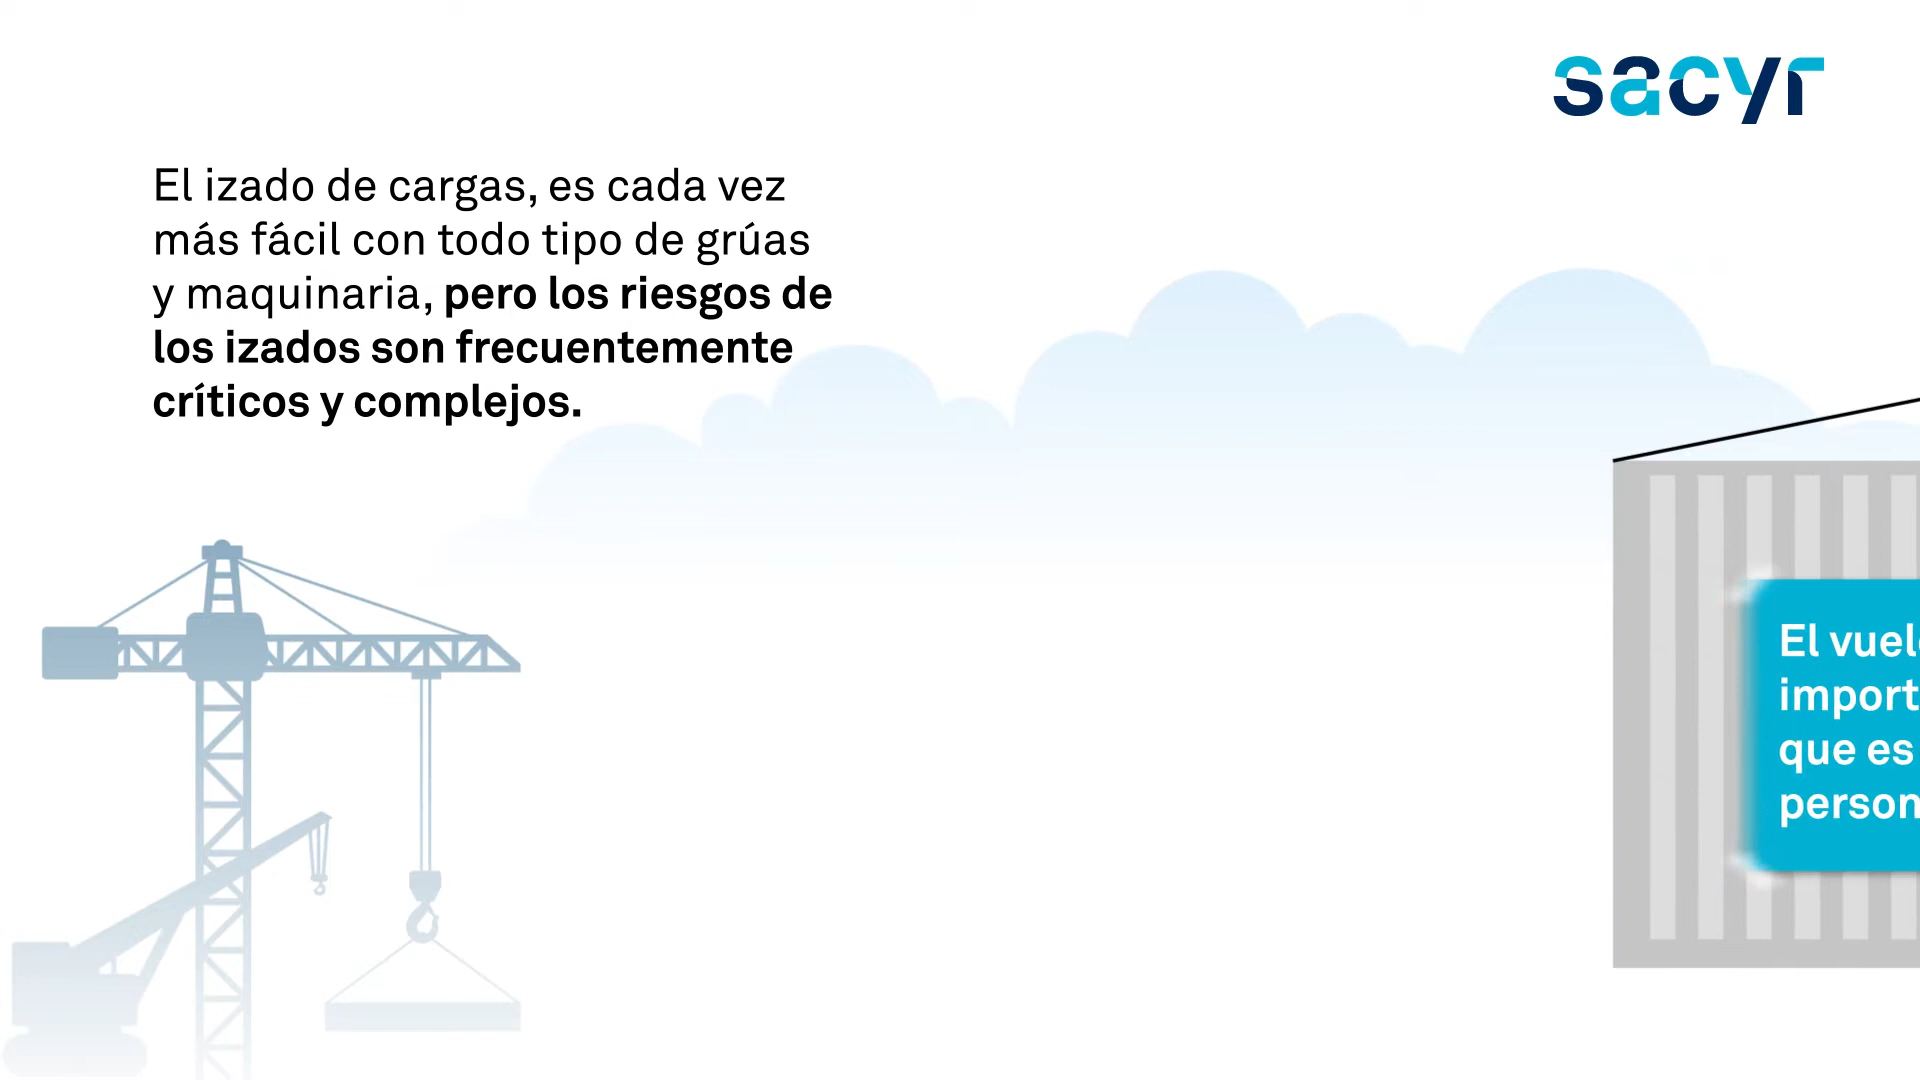 sacyr
El izado de cargas, es cada vez
más fácil con todo tipo de grúas
y maquinaria, pero los riesgos de
los izados son frecuentemente
críticos y complejos.
El
que es